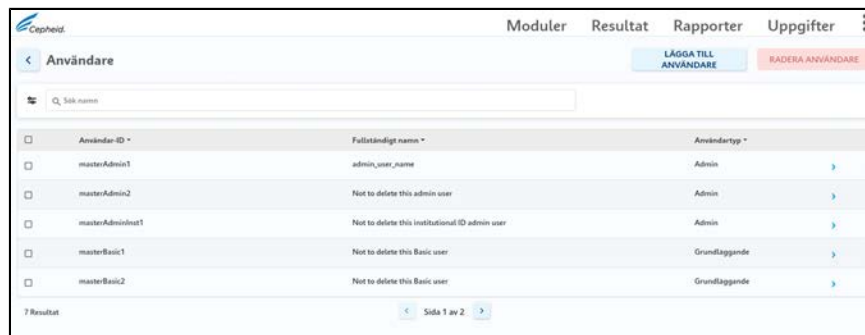 Cepheid.
Moduler Resultat Rapporter Uppgifter
Användare
LÄGGA TILL
ANVÄNDARE
RADERA ANVÄNDARE
Sök namn
Användar-ID Fullständigt namn Användartyp
masterAdmin1 admin_user_name Admin
masterAdmin2 Not to delete this admin user Admin
masterAdminInst1 Not to delete this institutional ID admin user Admin
masterBasic1 Not to delete this Basic user Grundläggande
masterBasic2 Not to delete this Basic user Grundläggande
7 Resultat Sida 1 av 2